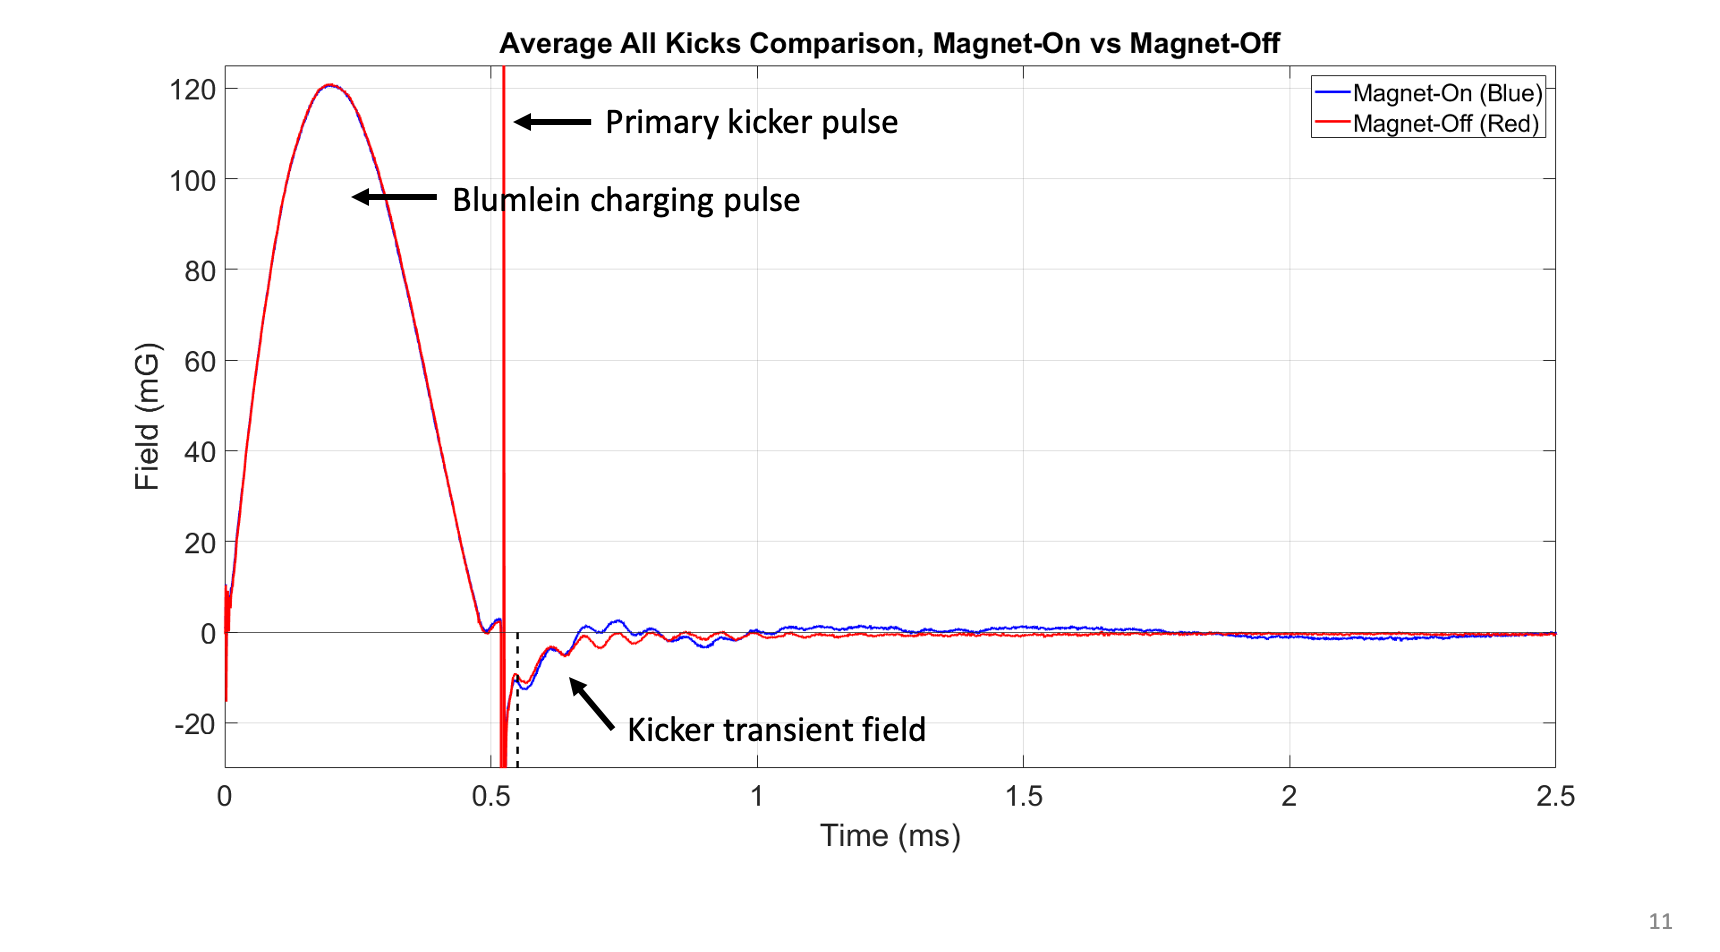 Average All Kicks Comparison, Magnet-On vs Magnet-Off
Magnet-On (Blue)
Magnet-Off (Red)
Primary kicker pulse
Blumlein charging pulse
Kicker transient field
Field (mG)
120
100
80
60
40
20
0
-20
0
0.5
1
1.5
2
2.5
Time (ms)
11